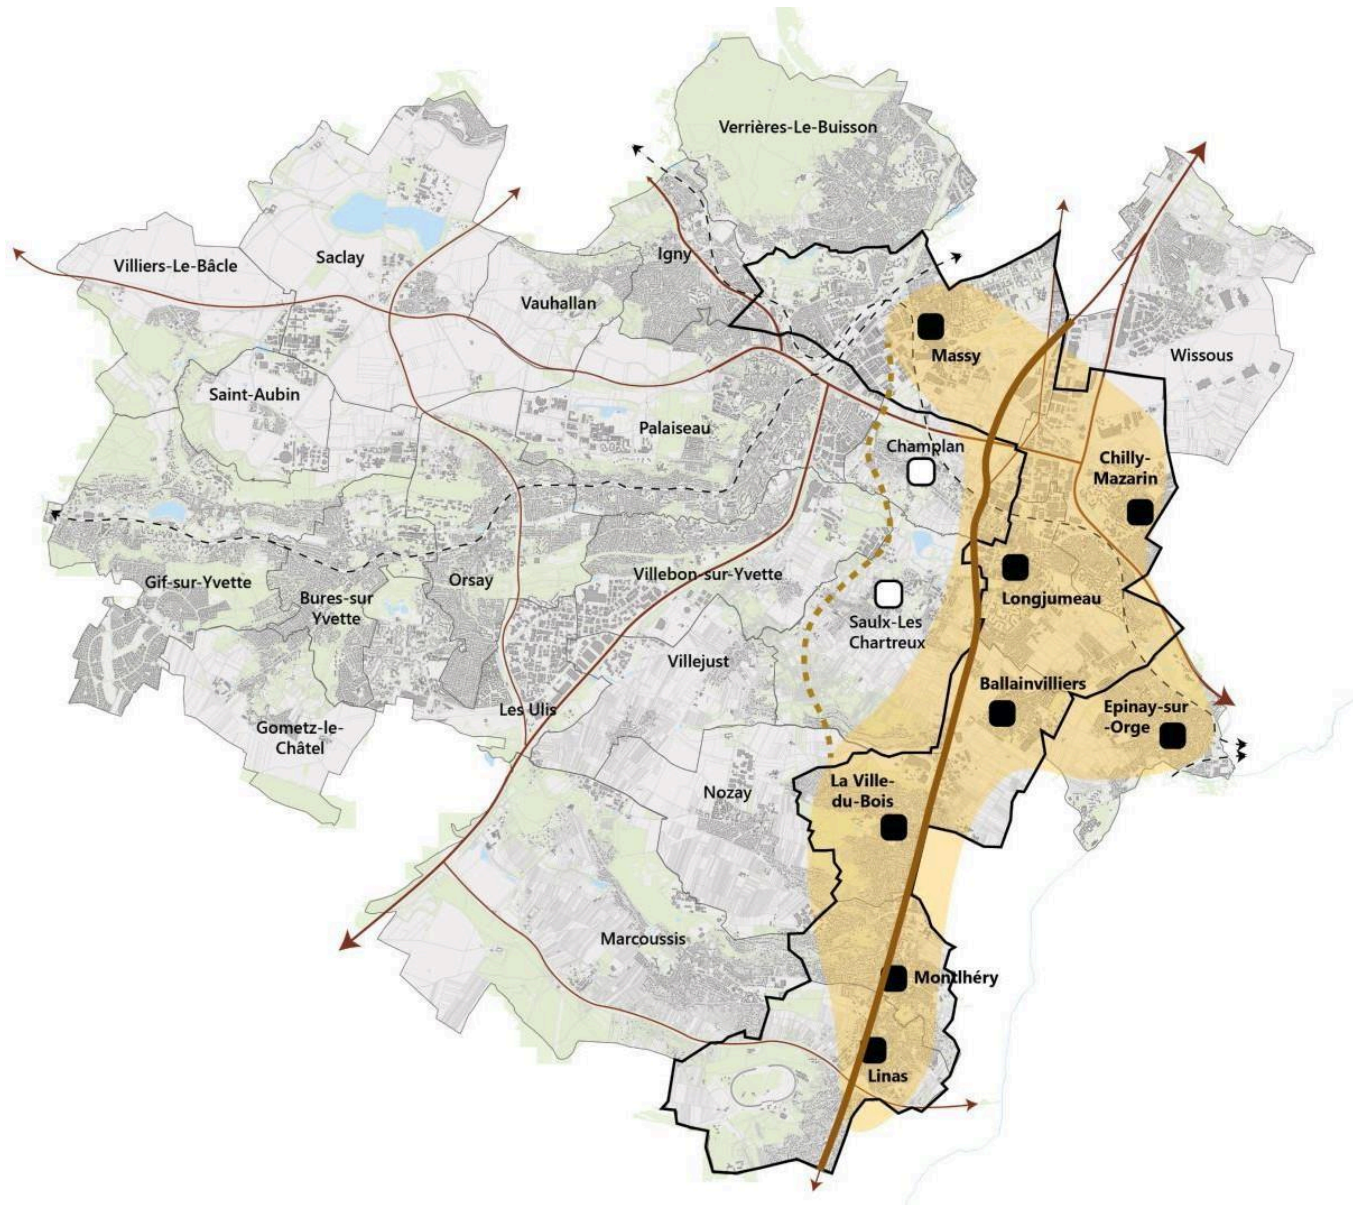 Verrières-Le-Buisson
Igny
Saclay
Villiers-Le-Bâcle
Vauhallan
Wissous
Massy
Saint-Aubin
Palaiseau
Champlan
Chilly-
Mazarin
Gif-sur-Yvette
Bures-sur
Yvette
Orsay
Villebon-sur-Yvette
Longjumeau
Saulx-Les
Chartreux
Villejust
Ballainvilliers
Epinay-sur
-Orge
Les Ulis
Gometz-le-
Châtel
Nozay
La Ville-
du-Bois
Marcoussis
Montlhéry
Linas